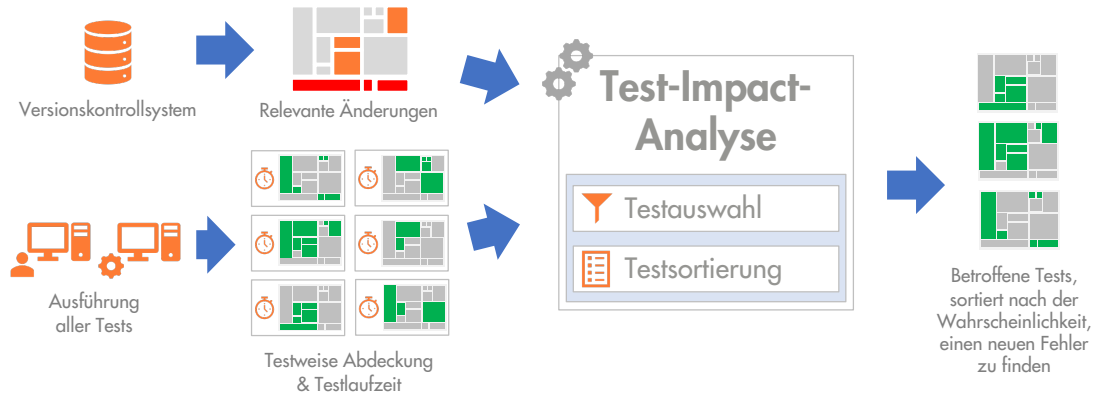 Versionskontrollsystem
Relevante Änderungen
Ausführung
aller Tests
Testweise Abdeckung
& Testlaufzeit
Test-Impact-
Analyse
Testauswahl
Testsortierung
Betroffene Tests,
sortiert nach der
Wahrscheinlichkeit,
einen neuen Fehler
zu finden